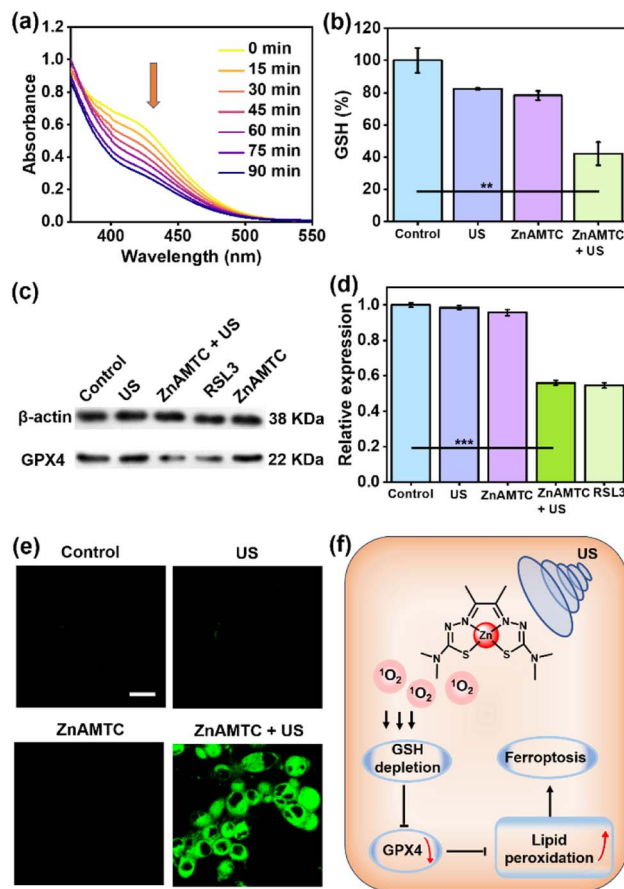 (a)
1.2
1.0
0.8
0.6
0.4
0.2
0.0
Absorbance
400
450
500
550
Wavelength (nm)
0 min
15 min
30 min
45 min
60 min
75 min
90 min
(b)
120
100
80
60
40
20
0
GSH (%)
**
Control
US
ZnAMTC
ZnAMTC
+ US
(c)
Control
US
ZnAMTC + US
RSL3
ZnAMTC
β-actin
38 KDa
GPX4
22 KDa
(d)
1.0
0.8
0.6
0.4
0.2
0.0
Relative expression
***
Control
US
ZnAMTC
ZnAMTC
+ US
RSL3
(e)
Control
US
ZnAMTC
ZnAMTC + US
(f)
US
N
N
N
N
Zn
N
S
S
N
¹O₂
¹O₂
¹O₂
GSH
depletion
Ferroptosis
GPX4
Lipid
peroxidation